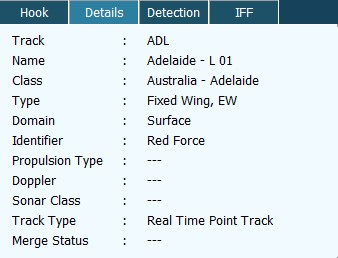 Hook Details Detection IFF
Track : ADL
Name : Adelaide - L 01
Class : Australia - Adelaide
Type : Fixed Wing, EW
Domain : Surface
Identifier : Red Force
Propulsion Type : ---
Doppler : ---
Sonar Class : ---
Track Type : Real Time Point Track
Merge Status : ---